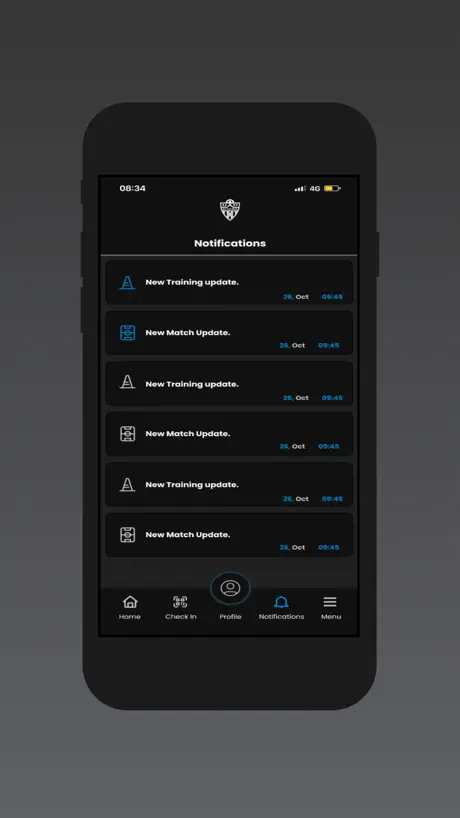 08:34 4G
Notifications
New Training update.
26, Oct 09:45
New Match Update.
26, Oct 09:45
New Training update.
26, Oct 09:45
New Match Update.
26, Oct 09:45
New Training update.
26, Oct 09:45
New Match Update.
26, Oct 09:45
Home Check In Profile Notifications Menu